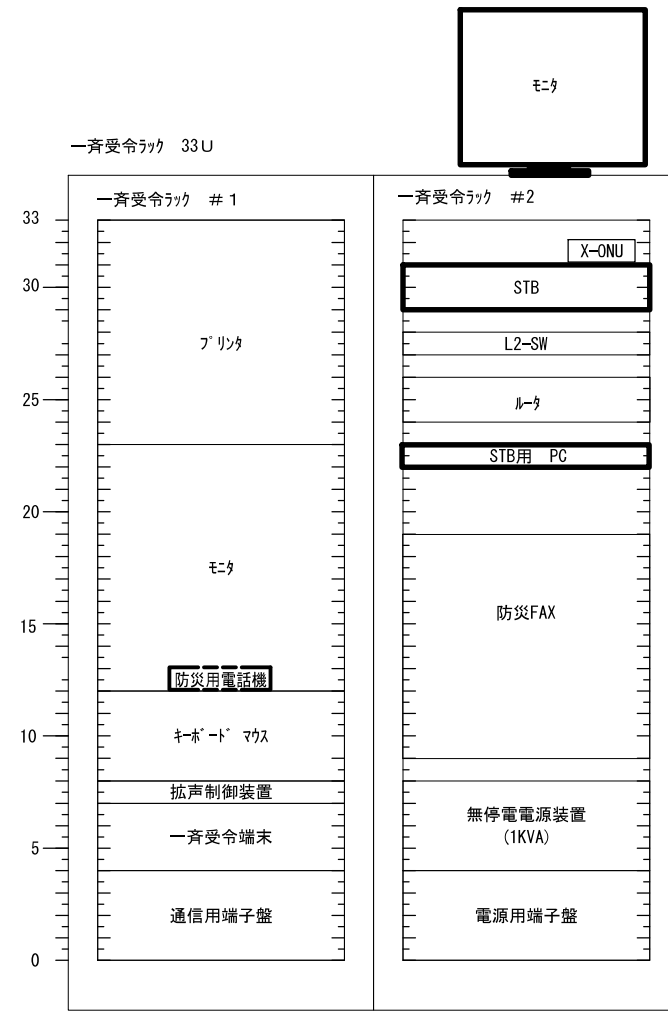 ﾓﾆﾀ
一斉受令ﾗｯｸ 33U
一斉受令ﾗｯｸ #1
一斉受令ﾗｯｸ #2
33
30
25
20
15
10
5
0
ﾌﾟﾘﾝﾀ
ﾓﾆﾀ
防災用電話機
ｷｰﾎﾞｰﾄﾞ ﾏｳｽ
拡声制御装置
一斉受令端末
通信用端子盤
X-ONU
STB
L2-SW
ﾙｰﾀ
STB用 PC
防災FAX
無停電電源装置
(1KVA)
電源用端子盤